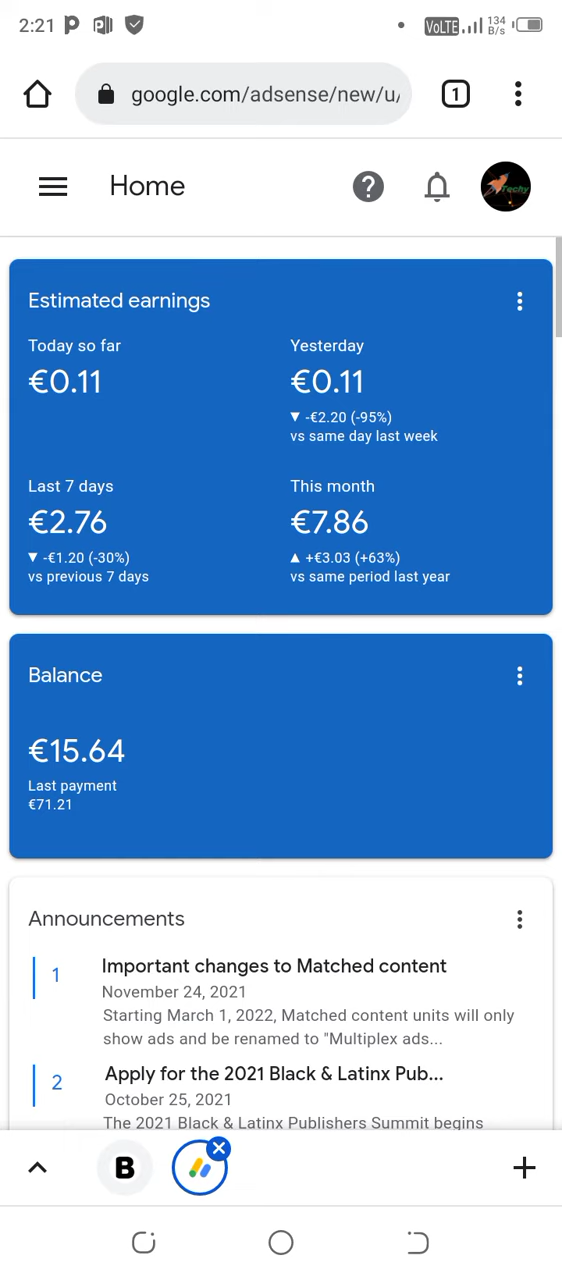 2:21
VoLTE 134 B/s
google.com/adsense/new/u/
1
Home
Techy
Estimated earnings
Today so far
€0.11
Yesterday
€0.11
▼ -€2.20 (-95%)
vs same day last week
Last 7 days
€2.76
▼ -€1.20 (-30%)
vs previous 7 days
This month
€7.86
▲ +€3.03 (+63%)
vs same period last year
Balance
€15.64
Last payment
€71.21
Announcements
1
Important changes to Matched content
November 24, 2021
Starting March 1, 2022, Matched content units will only
show ads and be renamed to "Multiplex ads...
2
Apply for the 2021 Black & Latinx Pub...
October 25, 2021
The 2021 Black & Latinx Publishers Summit begins
B